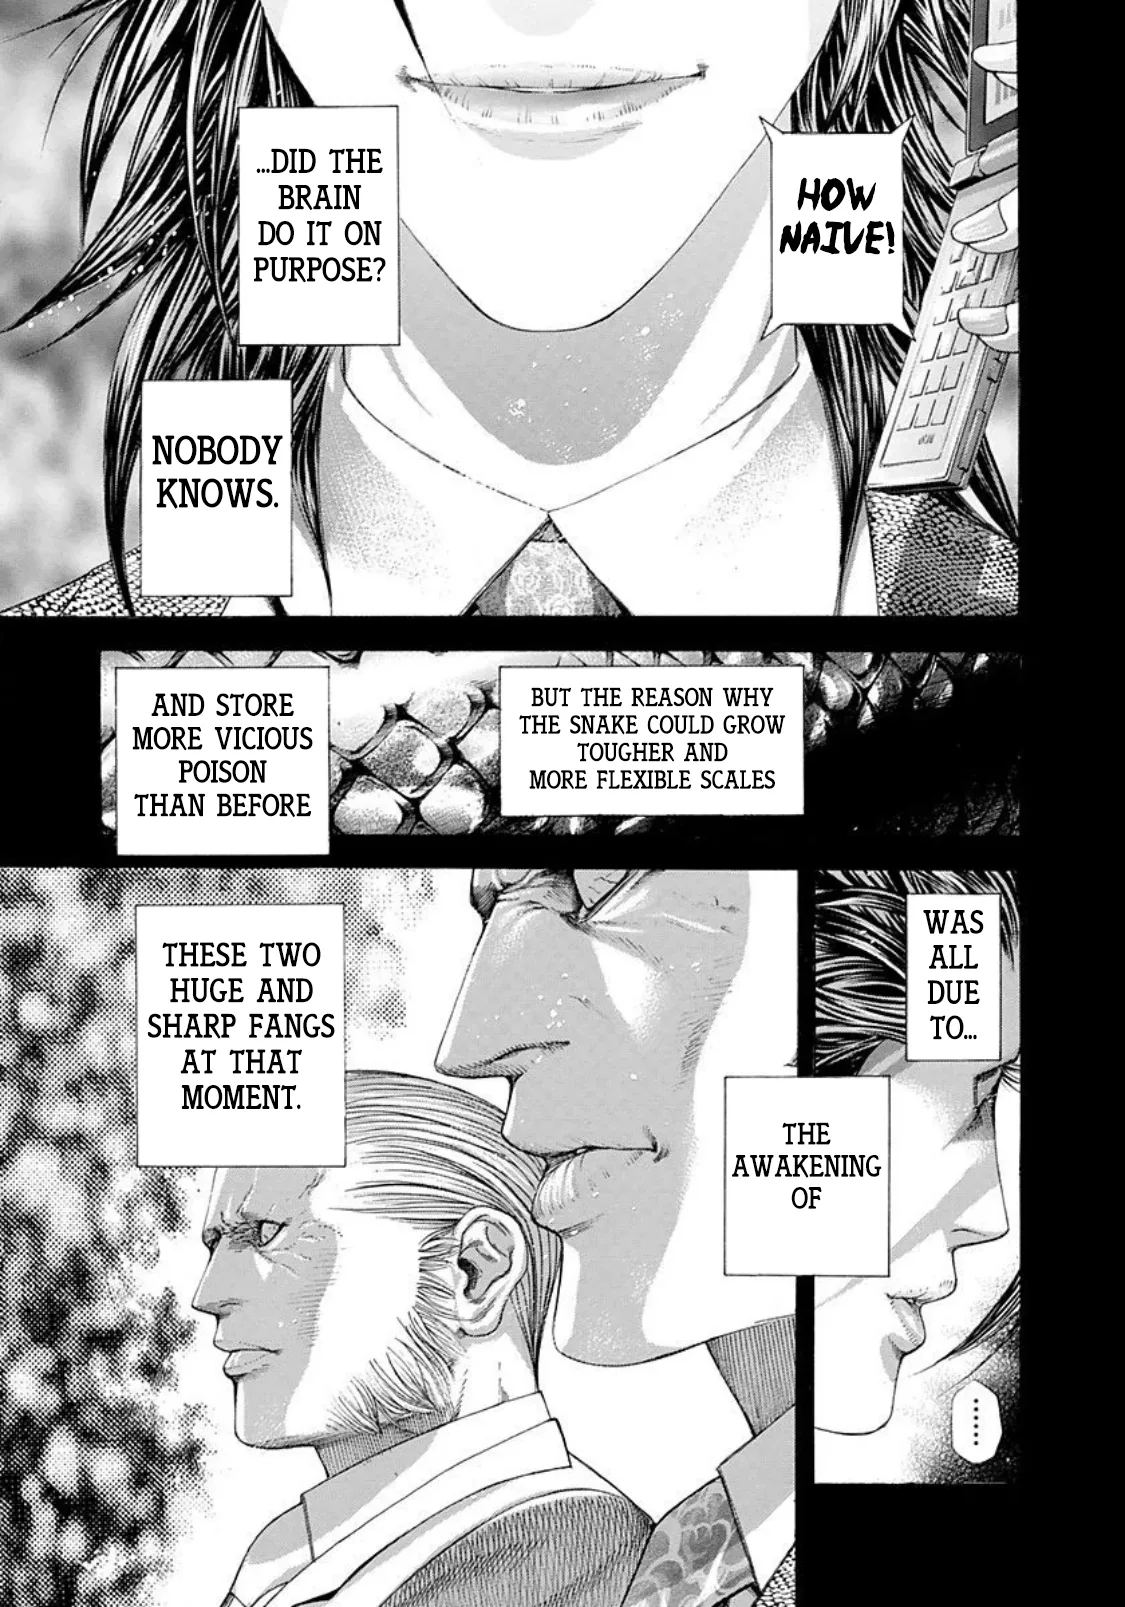 HOW
NAIVE!
...DID THE
BRAIN
DO IT ON
PURPOSE?
NOBODY
KNOWS.
BUT THE REASON WHY
THE SNAKE COULD GROW
TOUGHER AND
MORE FLEXIBLE SCALES
AND STORE
MORE VICIOUS
POISON
THAN BEFORE
WAS
ALL
DUE
TO...
.......
THE
AWAKENING
OF
THESE TWO
HUGE AND
SHARP FANGS
AT THAT
MOMENT.